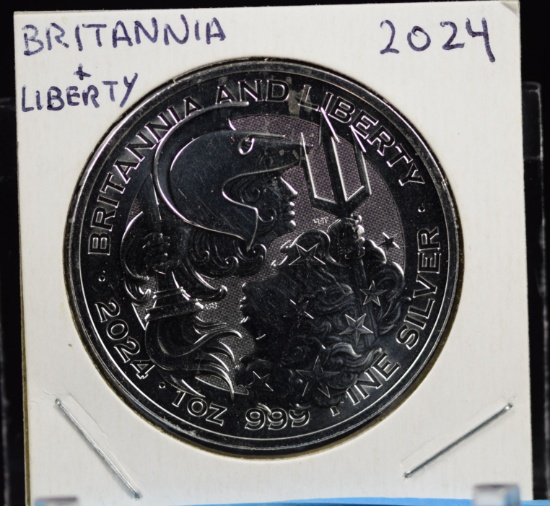 BRITANNIA 2024
+
LIBERTY
BRITANNIA AND LIBERTY
· 2024 · 1OZ 999 FINE SILVER ·